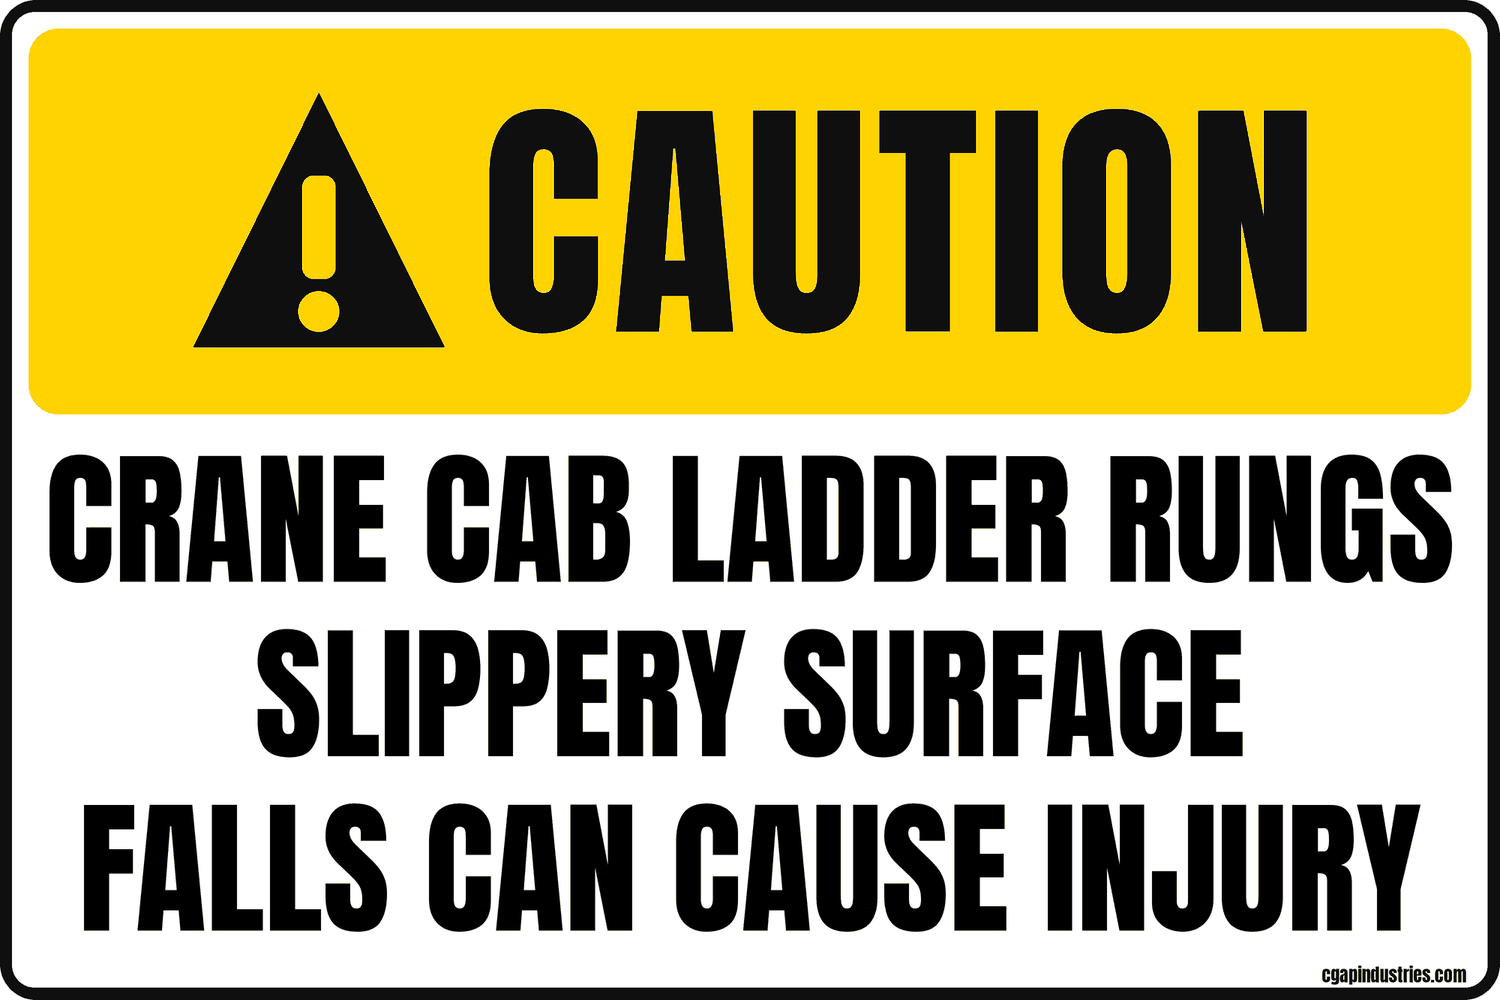 CAUTION
CRANE CAB LADDER RUNGS
SLIPPERY SURFACE
FALLS CAN CAUSE INJURY
cgapindustries.com